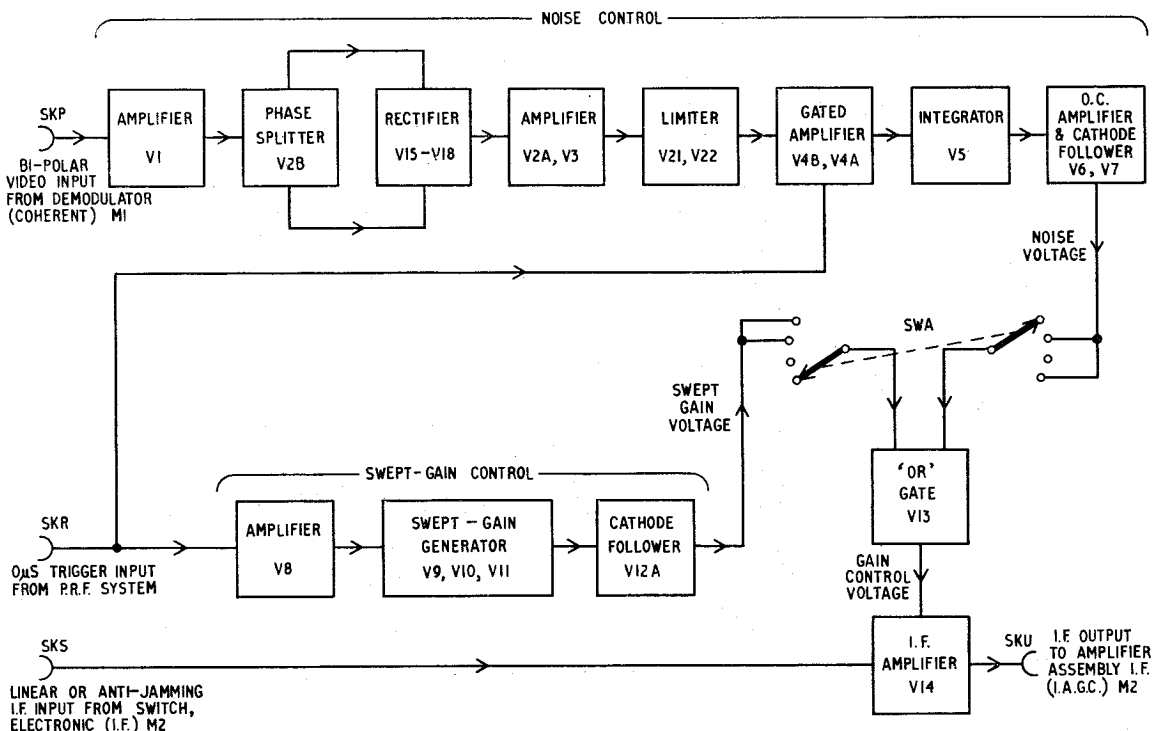 NOISE CONTROL
SKP
BI-POLAR
VIDEO INPUT
FROM DEMODULATOR
(COHERENT) M1
AMPLIFIER
V1
PHASE
SPLITTER
V2B
RECTIFIER
V15-V18
AMPLIFIER
V2A, V3
LIMITER
V21, V22
GATED
AMPLIFIER
V4B, V4A
INTEGRATOR
V5
O.C.
AMPLIFIER
& CATHODE
FOLLOWER
V6, V7
NOISE
VOLTAGE
SWA
SWEPT
GAIN
VOLTAGE
SWEPT-GAIN CONTROL
SKR
0µS TRIGGER INPUT
FROM P.R.F. SYSTEM
AMPLIFIER
V8
SWEPT - GAIN
GENERATOR
V9, V10, V11
CATHODE
FOLLOWER
V12A
'OR'
GATE
V13
GAIN
CONTROL
VOLTAGE
SKS
LINEAR OR ANTI-JAMMING
I.F. INPUT FROM SWITCH,
ELECTRONIC (I.F.) M2
I.F.
AMPLIFIER
V14
SKU
I.F. OUTPUT
TO AMPLIFIER
ASSEMBLY I.F.
(I.A.G.C.) M2